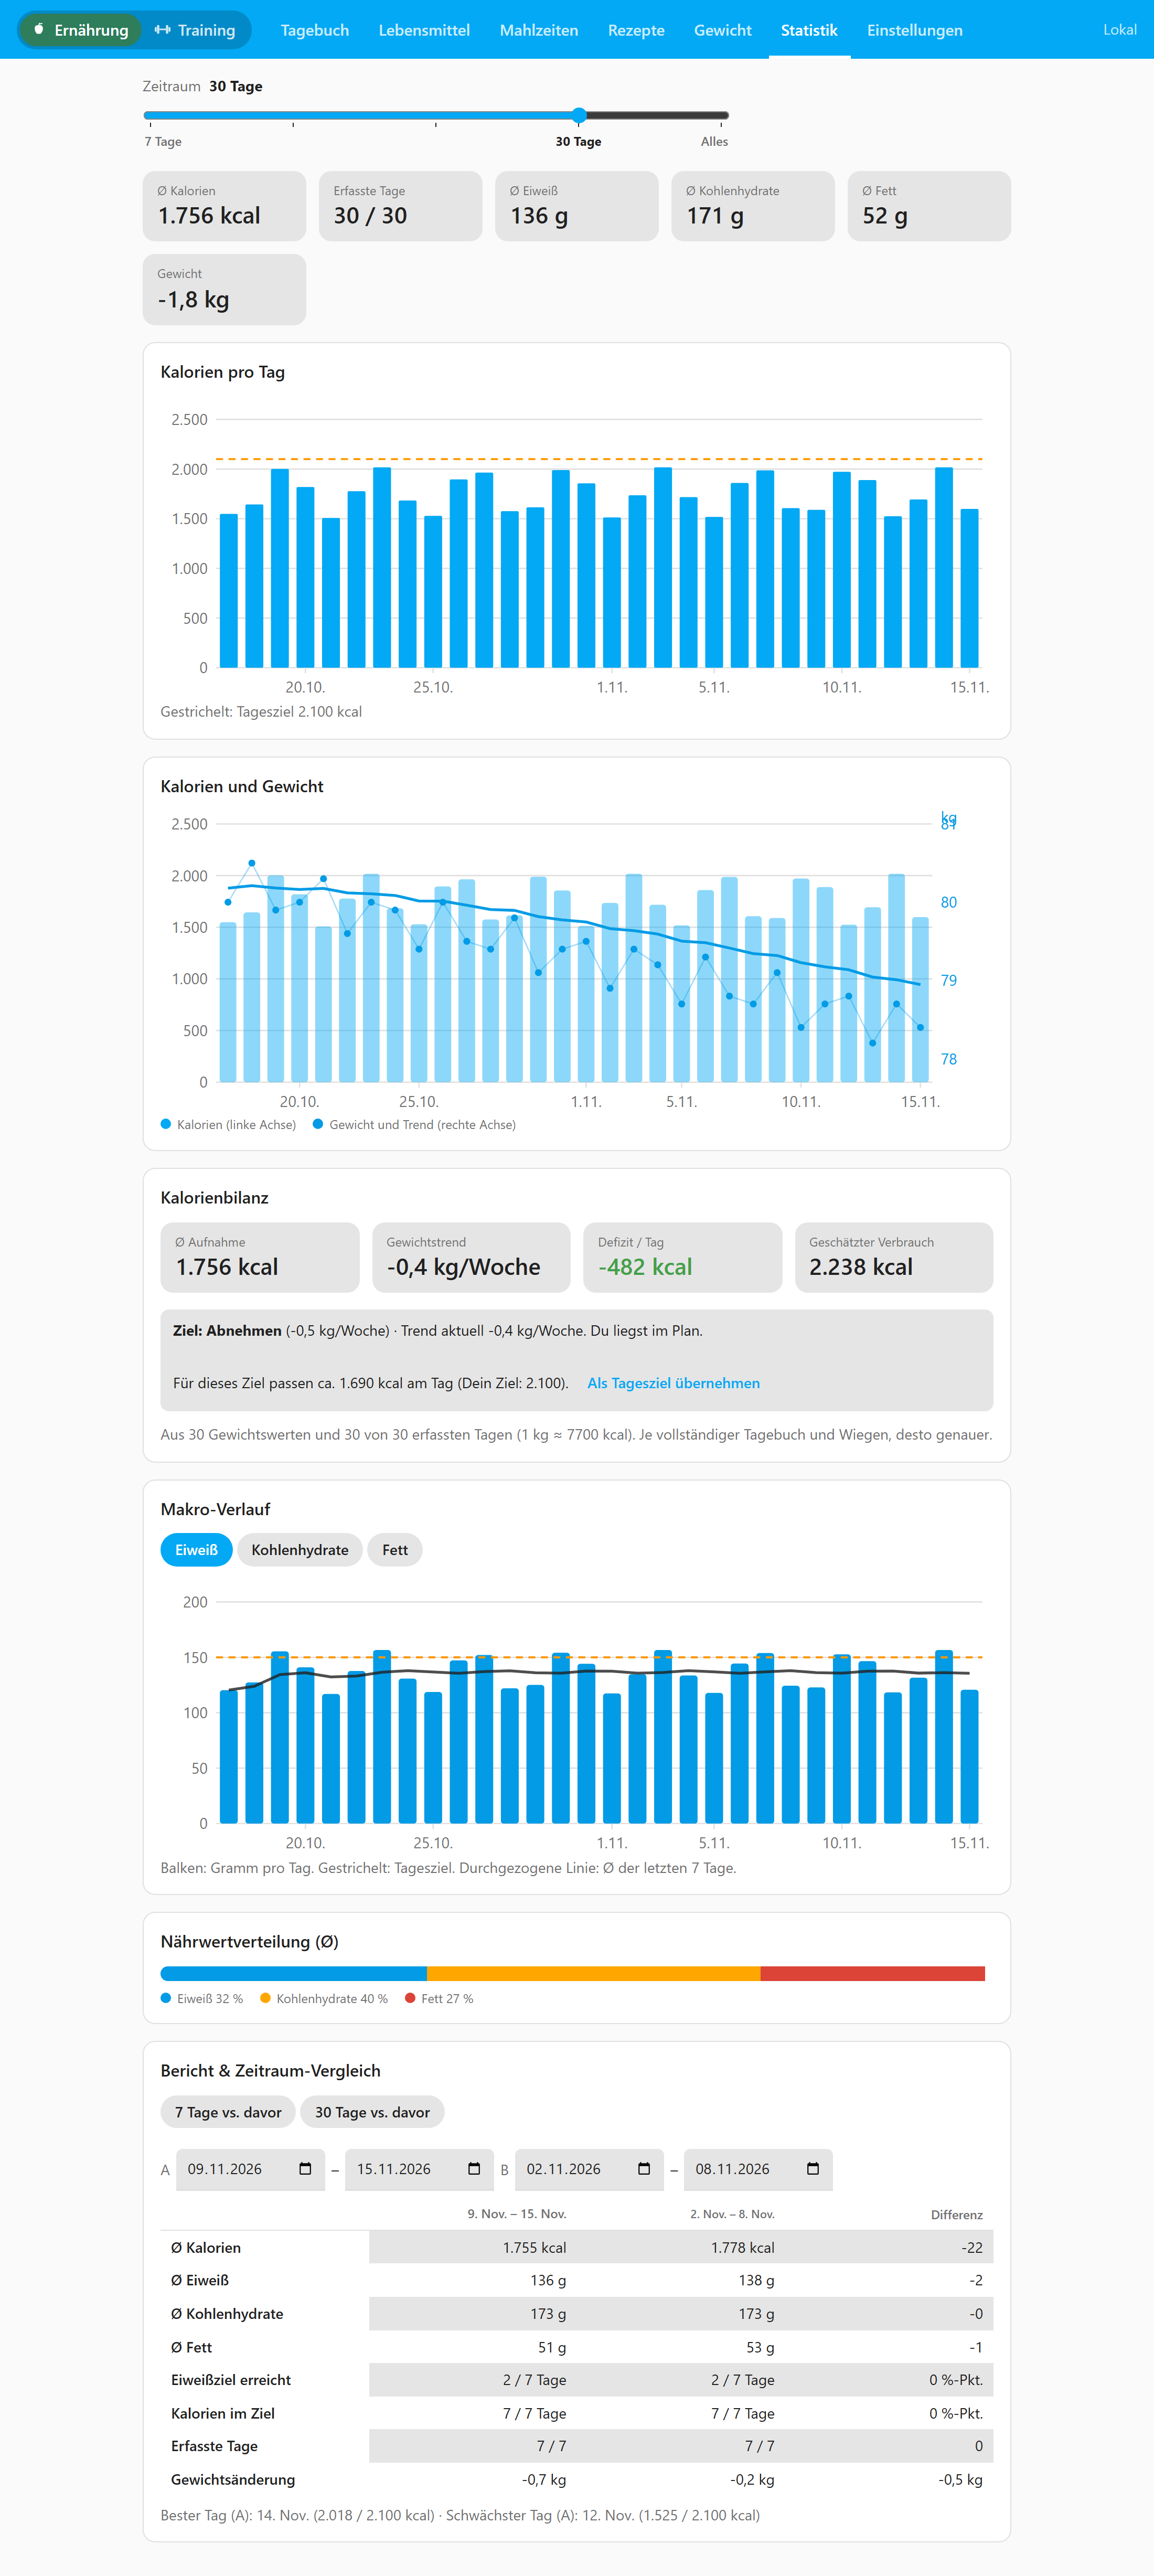 Ernährung Training Tagebuch Lebensmittel Mahlzeiten Rezepte Gewicht Statistik Einstellungen Lokal
Zeitraum 30 Tage
7 Tage 30 Tage Alles
Ø Kalorien
1.756 kcal
Erfasste Tage
30 / 30
Ø Eiweiß
136 g
Ø Kohlenhydrate
171 g
Ø Fett
52 g
Gewicht
-1,8 kg
Kalorien pro Tag
2.500
2.000
1.500
1.000
500
0
20.10. 25.10. 1.11. 5.11. 10.11. 15.11.
Gestrichelt: Tagesziel 2.100 kcal
Kalorien und Gewicht
kg
2.500 81
2.000
80
1.500
1.000 79
500
78
0
20.10. 25.10. 1.11. 5.11. 10.11. 15.11.
Kalorien (linke Achse) Gewicht und Trend (rechte Achse)
Kalorienbilanz
Ø Aufnahme
1.756 kcal
Gewichtstrend
-0,4 kg/Woche
Defizit / Tag
-482 kcal
Geschätzter Verbrauch
2.238 kcal
Ziel: Abnehmen (-0,5 kg/Woche) · Trend aktuell -0,4 kg/Woche. Du liegst im Plan.
Für dieses Ziel passen ca. 1.690 kcal am Tag (Dein Ziel: 2.100). Als Tagesziel übernehmen
Aus 30 Gewichtswerten und 30 von 30 erfassten Tagen (1 kg ≈ 7700 kcal). Je vollständiger Tagebuch und Wiegen, desto genauer.
Makro-Verlauf
Eiweiß Kohlenhydrate Fett
200
150
100
50
0
20.10. 25.10. 1.11. 5.11. 10.11. 15.11.
Balken: Gramm pro Tag. Gestrichelt: Tagesziel. Durchgezogene Linie: Ø der letzten 7 Tage.
Nährwertverteilung (Ø)
Eiweiß 32 % Kohlenhydrate 40 % Fett 27 %
Bericht & Zeitraum-Vergleich
7 Tage vs. davor 30 Tage vs. davor
A 09.11.2026 – 15.11.2026 B 02.11.2026 – 08.11.2026
9. Nov. – 15. Nov. 2. Nov. – 8. Nov. Differenz
Ø Kalorien 1.755 kcal 1.778 kcal -22
Ø Eiweiß 136 g 138 g -2
Ø Kohlenhydrate 173 g 173 g -0
Ø Fett 51 g 53 g -1
Eiweißziel erreicht 2 / 7 Tage 2 / 7 Tage 0 %-Pkt.
Kalorien im Ziel 7 / 7 Tage 7 / 7 Tage 0 %-Pkt.
Erfasste Tage 7 / 7 7 / 7 0
Gewichtsänderung -0,7 kg -0,2 kg -0,5 kg
Bester Tag (A): 14. Nov. (2.018 / 2.100 kcal) · Schwächster Tag (A): 12. Nov. (1.525 / 2.100 kcal)